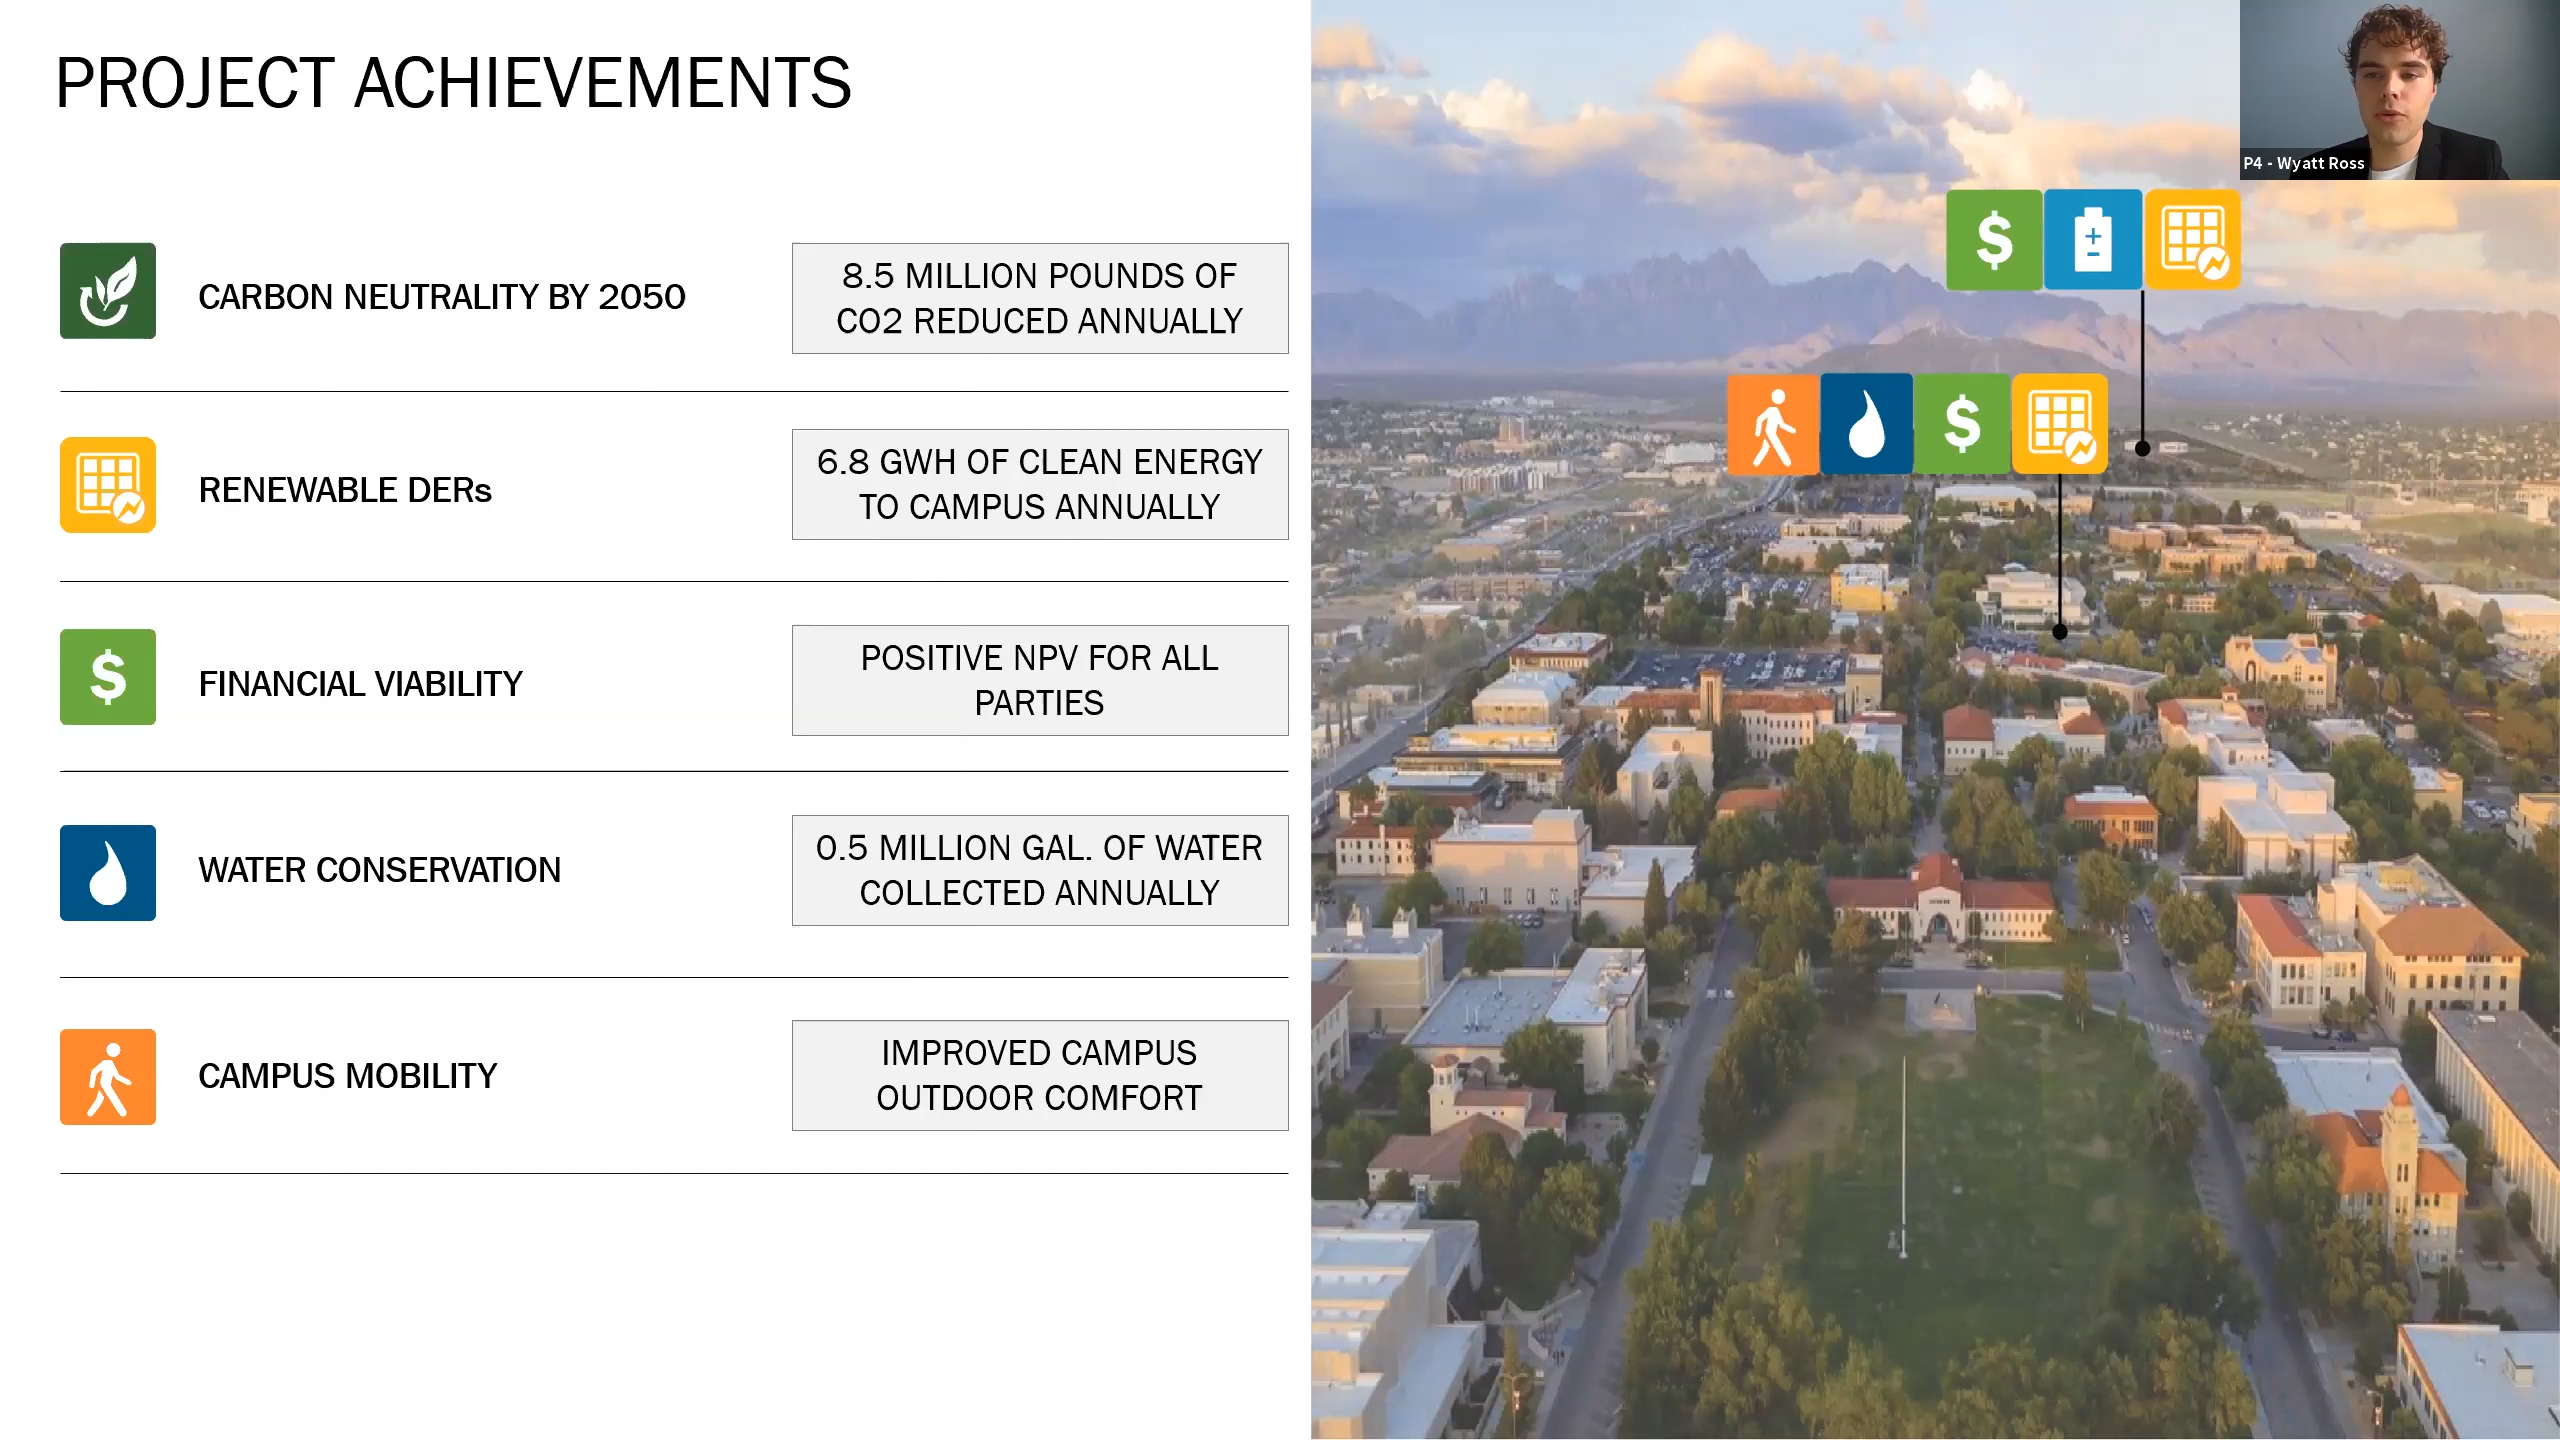 PROJECT ACHIEVEMENTS
CARBON NEUTRALITY BY 2050
8.5 MILLION POUNDS OF
CO2 REDUCED ANNUALLY
RENEWABLE DERs
6.8 GWH OF CLEAN ENERGY
TO CAMPUS ANNUALLY
FINANCIAL VIABILITY
POSITIVE NPV FOR ALL
PARTIES
WATER CONSERVATION
0.5 MILLION GAL. OF WATER
COLLECTED ANNUALLY
CAMPUS MOBILITY
IMPROVED CAMPUS
OUTDOOR COMFORT
P4 - Wyatt Ross